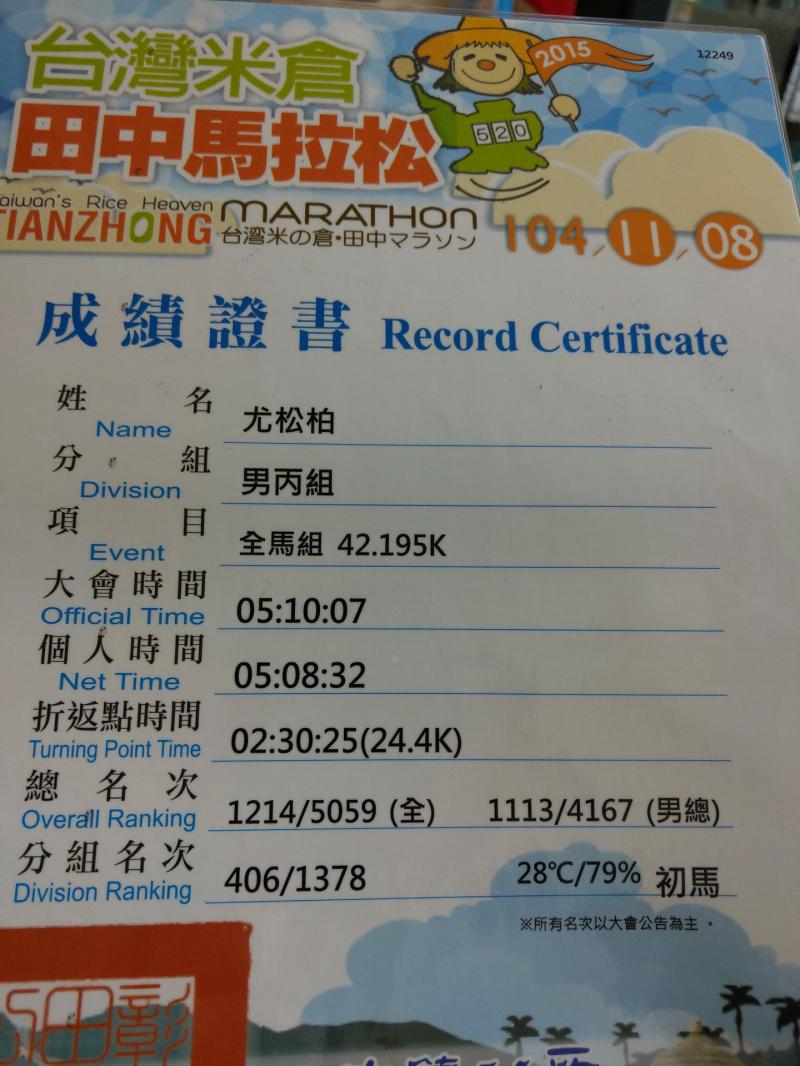 台灣米倉
2015
12249
田中馬拉松
520
Taiwan's Rice Heaven
TIANZHONG MARATHON
台湾米の倉・田中マラソン
104/11/08
成績證書 Record Certificate
姓名 尤松柏
Name
分組 男丙組
Division
項目 全馬組 42.195K
Event
大會時間 05:10:07
Official Time
個人時間 05:08:32
Net Time
折返點時間 02:30:25(24.4K)
Turning Point Time
總名次 1214/5059 (全) 1113/4167 (男總)
Overall Ranking
分組名次 406/1378 28℃/79% 初馬
Division Ranking
※所有名次以大會公告為主。